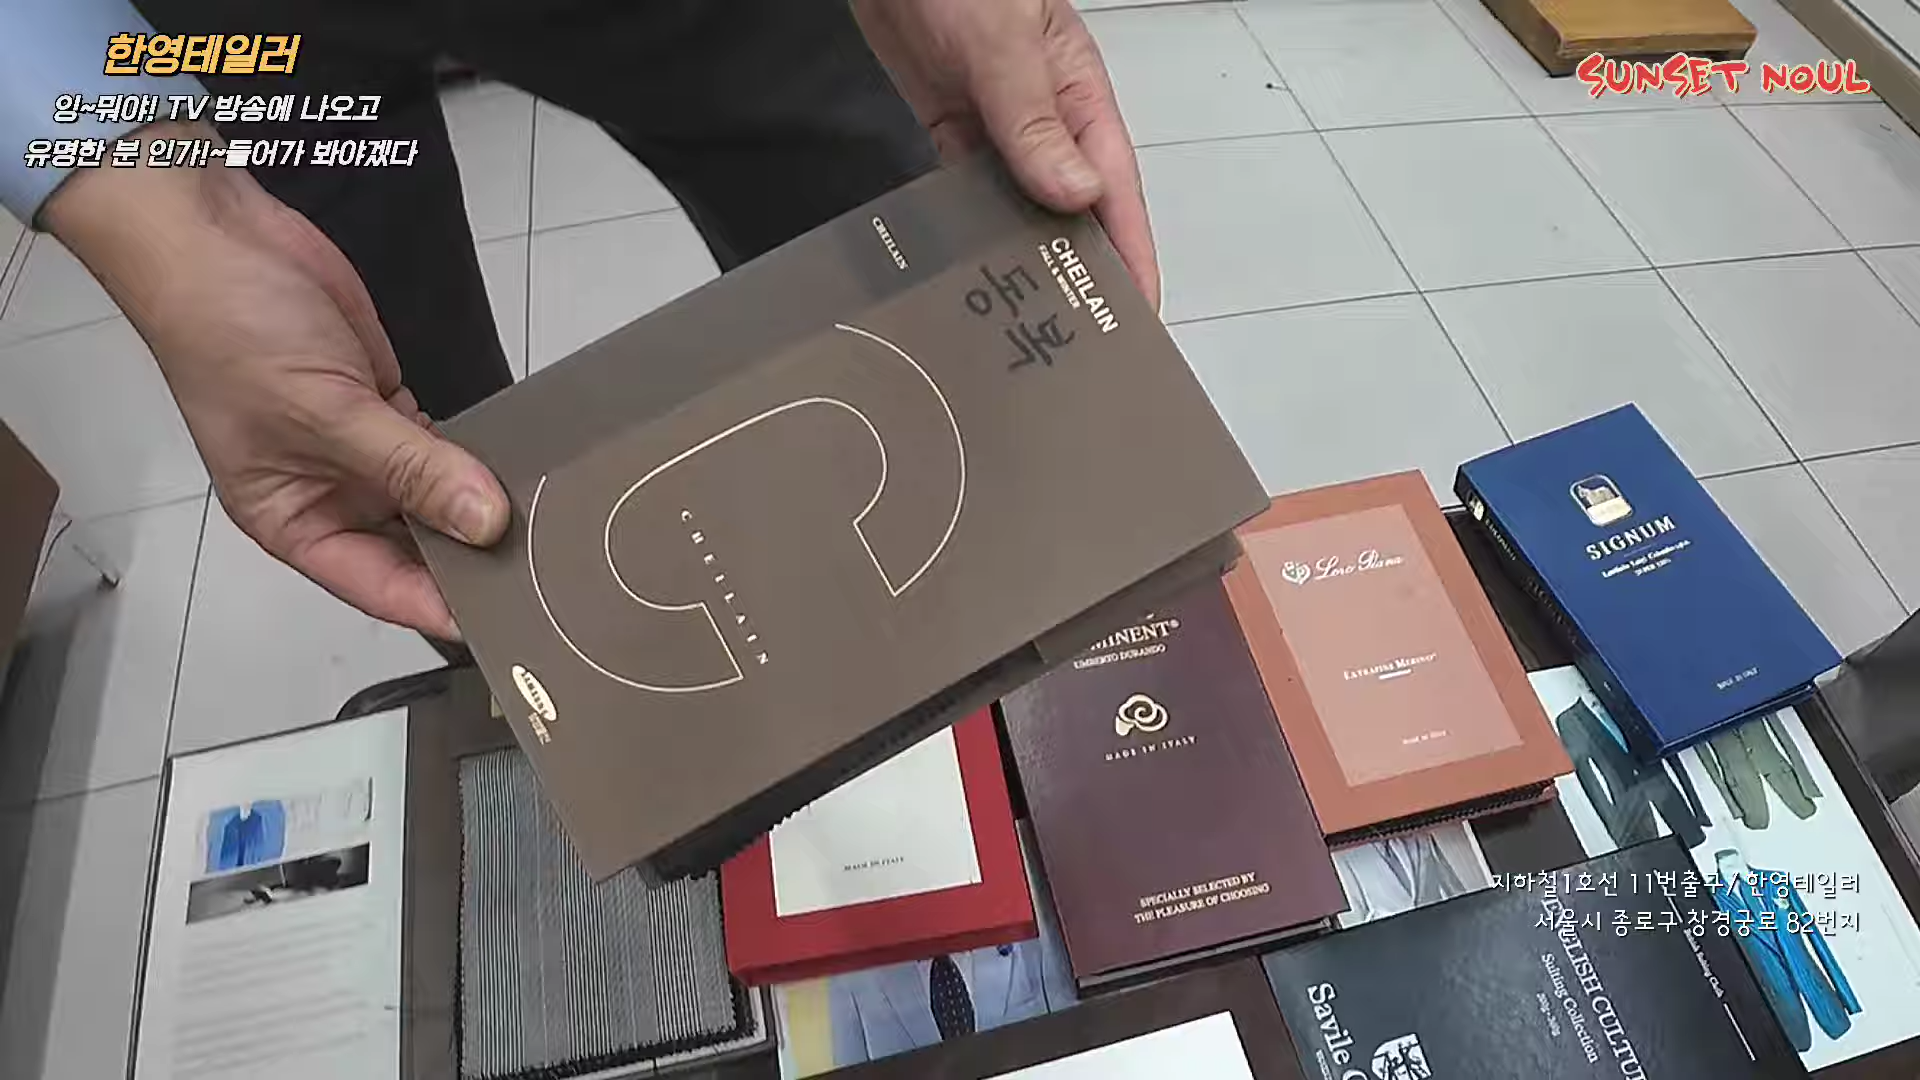 한영테일러
잉~뭐야! TV 방송에 나오고
유명한 분 인가!~들어가 봐야겠다
SUNSET NOUL
CHEILAIN
CHEILAIN
FALL & WINTER
동복
CHEILAIN
SAMSUNG
MINENT®
UMBERTO DURANDO
MADE IN ITALY
SPECIALLY SELECTED BY
THE PLEASURE OF CHOOSING
MADE IN ITALY
Loro Piana
EXTRAFINE MERINO
MADE IN ITALY
SIGNUM
MADE IN ITALY
지하철1호선 11번출구/ 한영테일러
서울시 종로구 창경궁로 82번지
ENGLISH CULTU
Suiting Collection
Savile